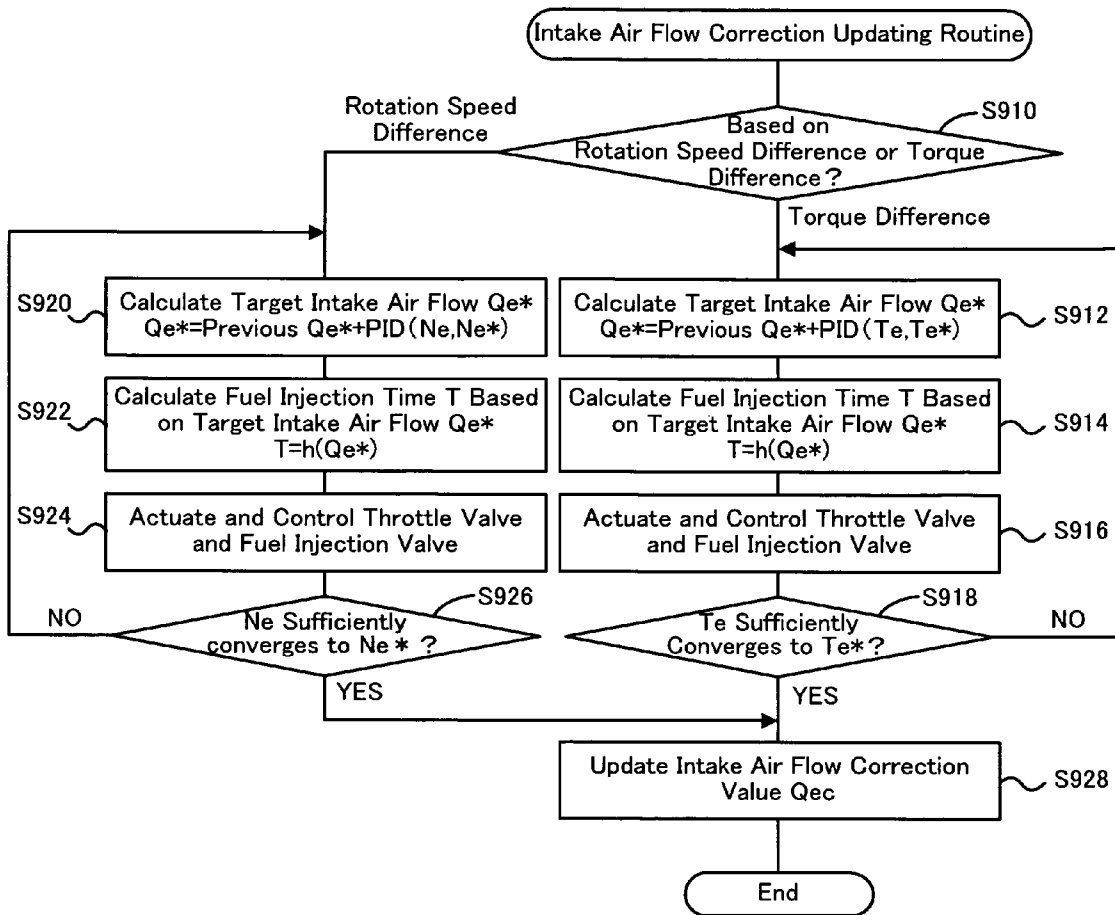 Intake Air Flow Correction Updating Routine
Rotation Speed
Difference
S910
Based on
Rotation Speed Difference or Torque
Difference?
Torque Difference
S920
Calculate Target Intake Air Flow Qe*
Qe*=Previous Qe*+PID(Ne,Ne*)
Calculate Target Intake Air Flow Qe*
Qe*=Previous Qe*+PID(Te,Te*)
S912
S922
Calculate Fuel Injection Time T Based
on Target Intake Air Flow Qe*
T=h(Qe*)
Calculate Fuel Injection Time T Based
on Target Intake Air Flow Qe*
T=h(Qe*)
S914
S924
Actuate and Control Throttle Valve
and Fuel Injection Valve
Actuate and Control Throttle Valve
and Fuel Injection Valve
S916
S926
NO
Ne Sufficiently
converges to Ne* ?
YES
S918
Te Sufficiently
Converges to Te*?
NO
YES
Update Intake Air Flow Correction
Value Qec
S928
End